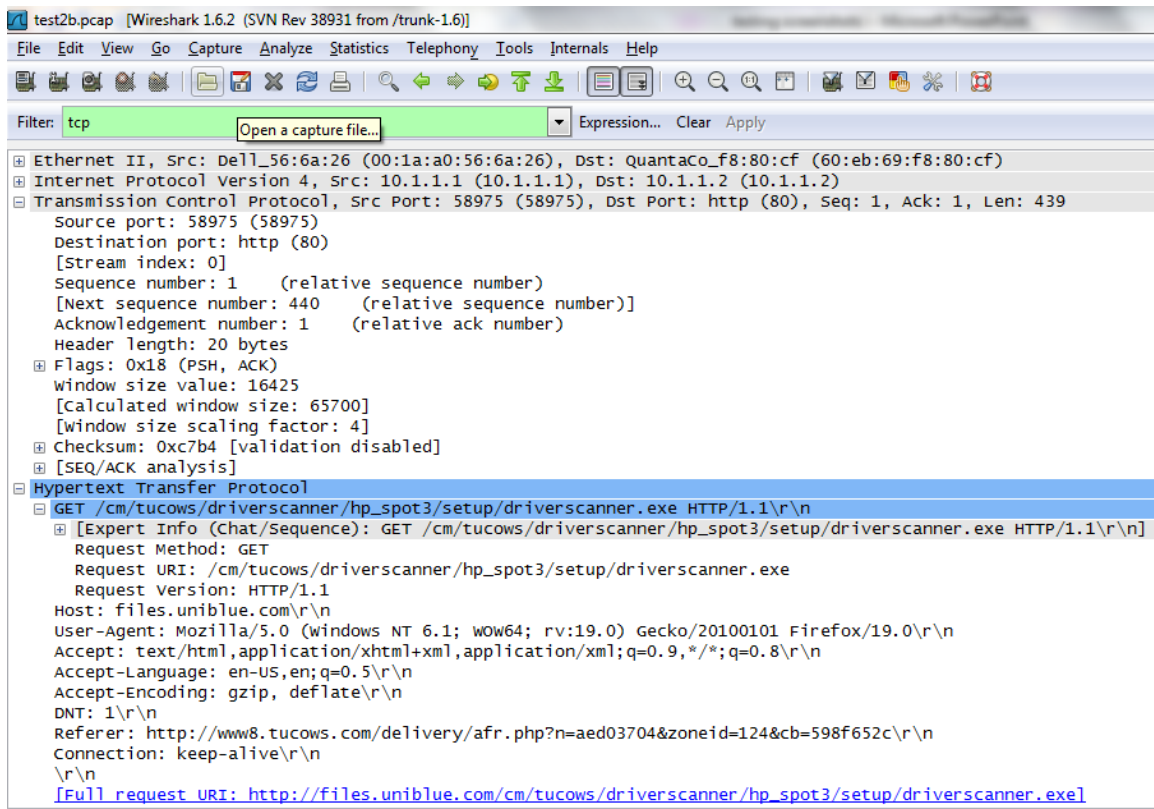 test2b.pcap [Wireshark 1.6.2 (SVN Rev 38931 from /trunk-1.6)]
File Edit View Go Capture Analyze Statistics Telephony Tools Internals Help
Filter: tcp Expression... Clear Apply
Open a capture file...
Ethernet II, Src: Dell_56:6a:26 (00:1a:a0:56:6a:26), Dst: QuantaCo_f8:80:cf (60:eb:69:f8:80:cf)
Internet Protocol Version 4, Src: 10.1.1.1 (10.1.1.1), Dst: 10.1.1.2 (10.1.1.2)
Transmission Control Protocol, Src Port: 58975 (58975), Dst Port: http (80), Seq: 1, Ack: 1, Len: 439
Source port: 58975 (58975)
Destination port: http (80)
[Stream index: 0]
Sequence number: 1 (relative sequence number)
[Next sequence number: 440 (relative sequence number)]
Acknowledgement number: 1 (relative ack number)
Header length: 20 bytes
Flags: 0x18 (PSH, ACK)
Window size value: 16425
[Calculated window size: 65700]
[Window size scaling factor: 4]
Checksum: 0xc7b4 [validation disabled]
[SEQ/ACK analysis]
Hypertext Transfer Protocol
GET /cm/tucows/driverscanner/hp_spot3/setup/driverscanner.exe HTTP/1.1\r\n
[Expert Info (Chat/Sequence): GET /cm/tucows/driverscanner/hp_spot3/setup/driverscanner.exe HTTP/1.1\r\n]
Request Method: GET
Request URI: /cm/tucows/driverscanner/hp_spot3/setup/driverscanner.exe
Request Version: HTTP/1.1
Host: files.uniblue.com\r\n
User-Agent: Mozilla/5.0 (Windows NT 6.1; WOW64; rv:19.0) Gecko/20100101 Firefox/19.0\r\n
Accept: text/html,application/xhtml+xml,application/xml;q=0.9,*/*;q=0.8\r\n
Accept-Language: en-US,en;q=0.5\r\n
Accept-Encoding: gzip, deflate\r\n
DNT: 1\r\n
Referer: http://www8.tucows.com/delivery/afr.php?n=aed03704&zoneid=124&cb=598f652c\r\n
Connection: keep-alive\r\n
\r\n
[Full request URI: http://files.uniblue.com/cm/tucows/driverscanner/hp_spot3/setup/driverscanner.exe]